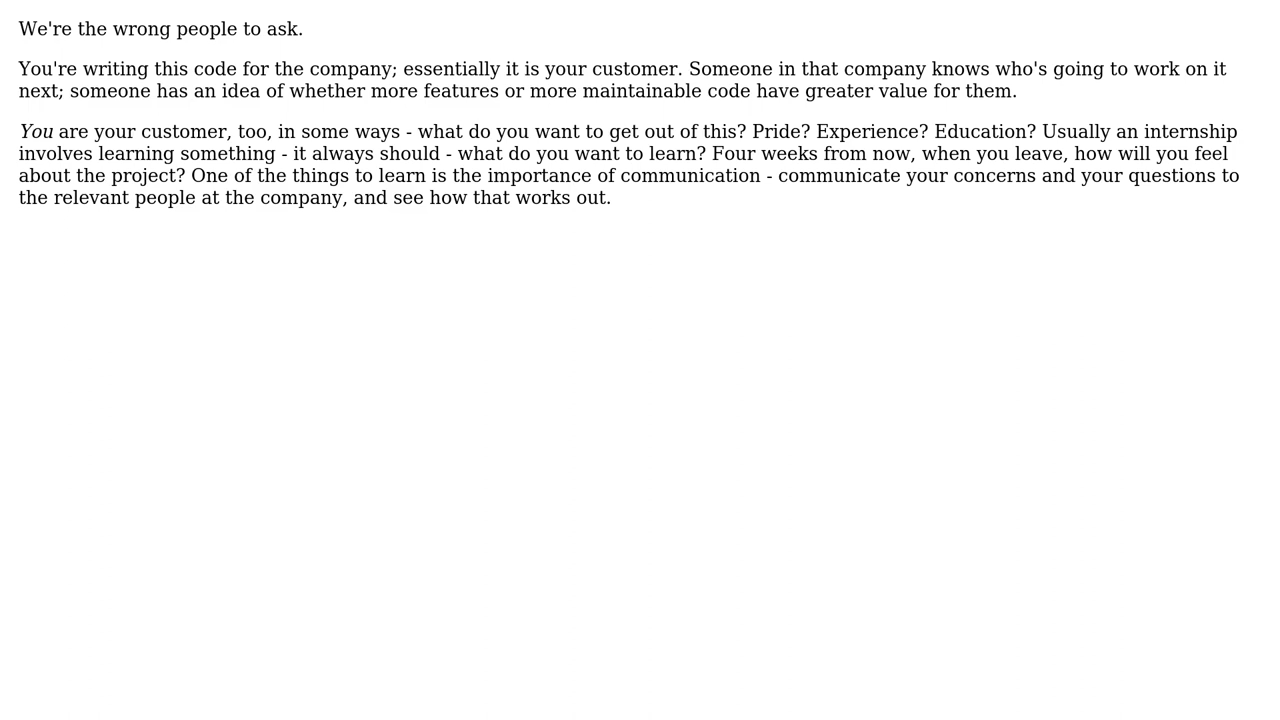 We're the wrong people to ask.
You're writing this code for the company; essentially it is your customer. Someone in that company knows who's going to work on it
next; someone has an idea of whether more features or more maintainable code have greater value for them.
You are your customer, too, in some ways - what do you want to get out of this? Pride? Experience? Education? Usually an internship
involves learning something - it always should - what do you want to learn? Four weeks from now, when you leave, how will you feel
about the project? One of the things to learn is the importance of communication - communicate your concerns and your questions to
the relevant people at the company, and see how that works out.